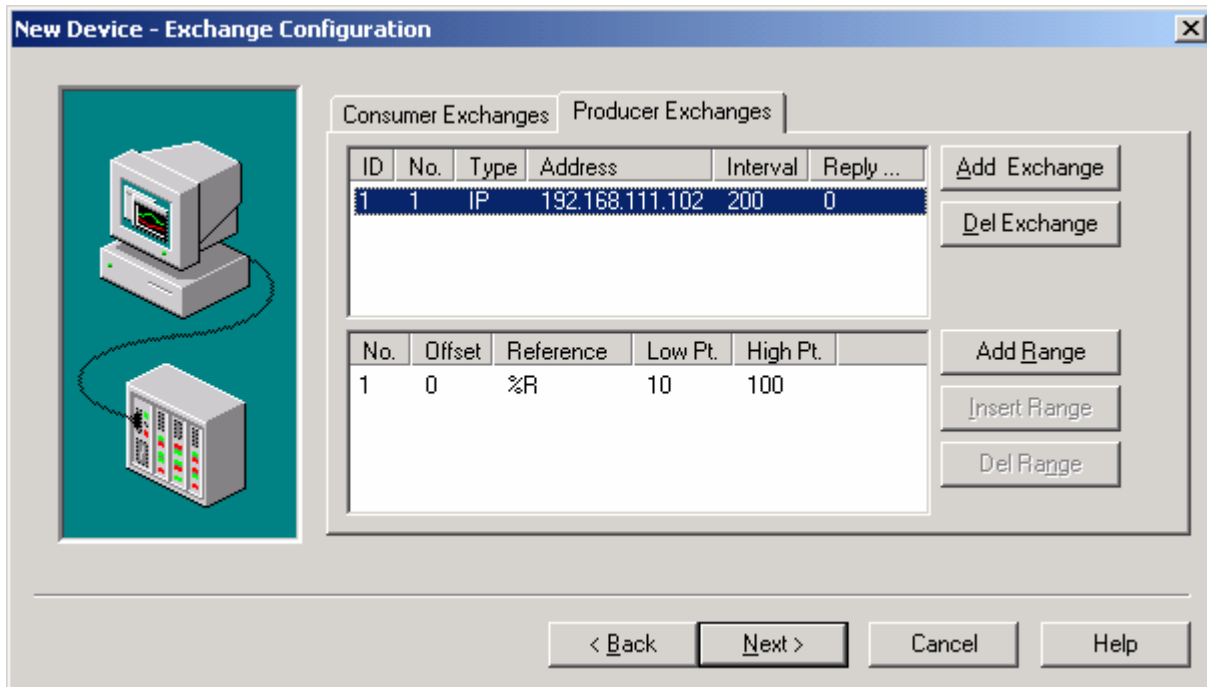 New Device - Exchange Configuration
Consumer Exchanges Producer Exchanges
ID No. Type Address Interval Reply ...
1 1 IP 192.168.111.102 200 0
Add Exchange
Del Exchange
No. Offset Reference Low Pt. High Pt.
1 0 %R 10 100
Add Range
Insert Range
Del Range
< Back Next > Cancel Help